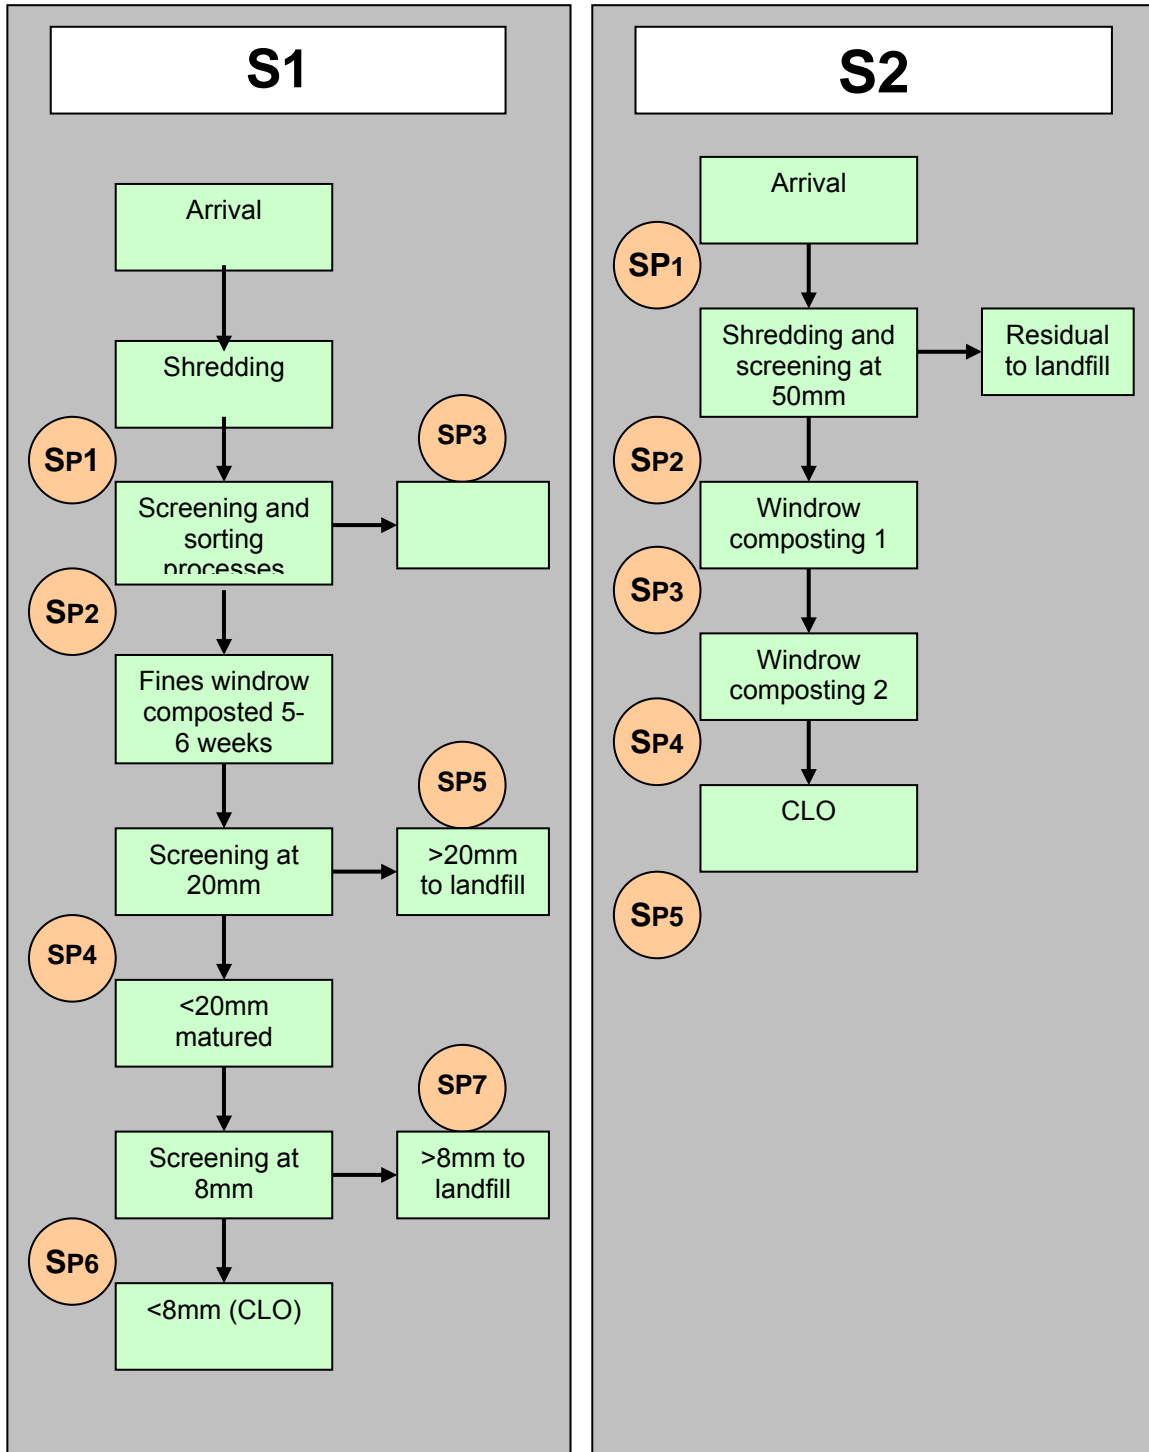 S1
Arrival
Shredding
SP1
SP3
Screening and
sorting
processes
SP2
Fines windrow
composted 5-
6 weeks
SP5
Screening at
20mm
>20mm
to landfill
SP4
<20mm
matured
SP7
Screening at
8mm
>8mm to
landfill
SP6
<8mm (CLO)
S2
Arrival
SP1
Shredding and
screening at
50mm
Residual
to landfill
SP2
Windrow
composting 1
SP3
Windrow
composting 2
SP4
CLO
SP5